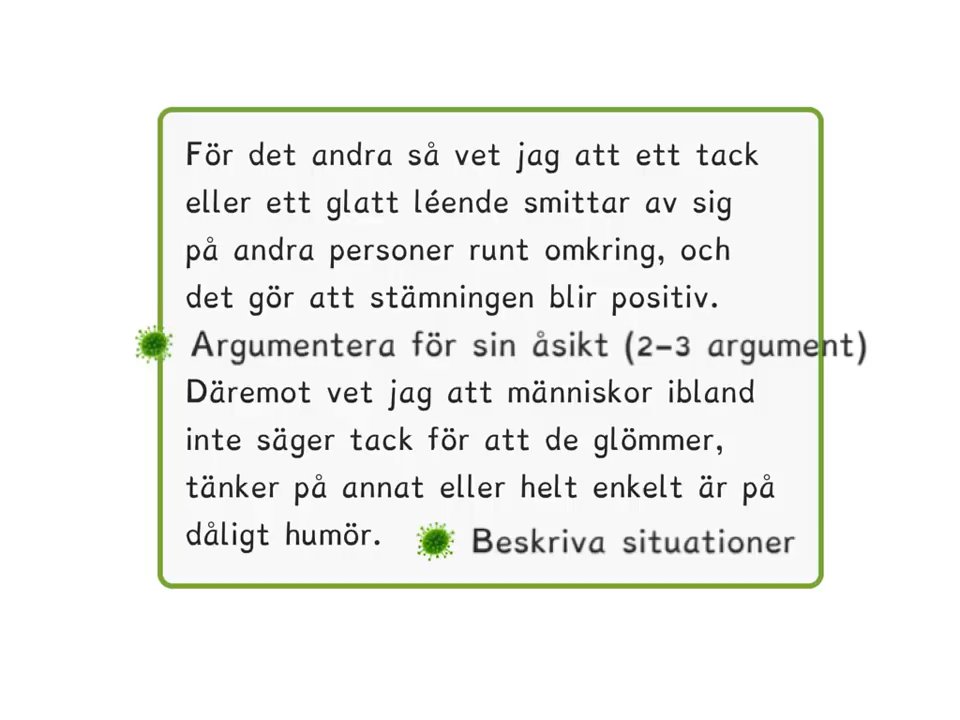 För det andra så vet jag att ett tack
eller ett glatt léende smittar av sig
på andra personer runt omkring, och
det gör att stämningen blir positiv.
Argumentera för sin åsikt (2-3 argument)
Däremot vet jag att människor ibland
inte säger tack för att de glömmer,
tänker på annat eller helt enkelt är på
dåligt humör.
Beskriva situationer